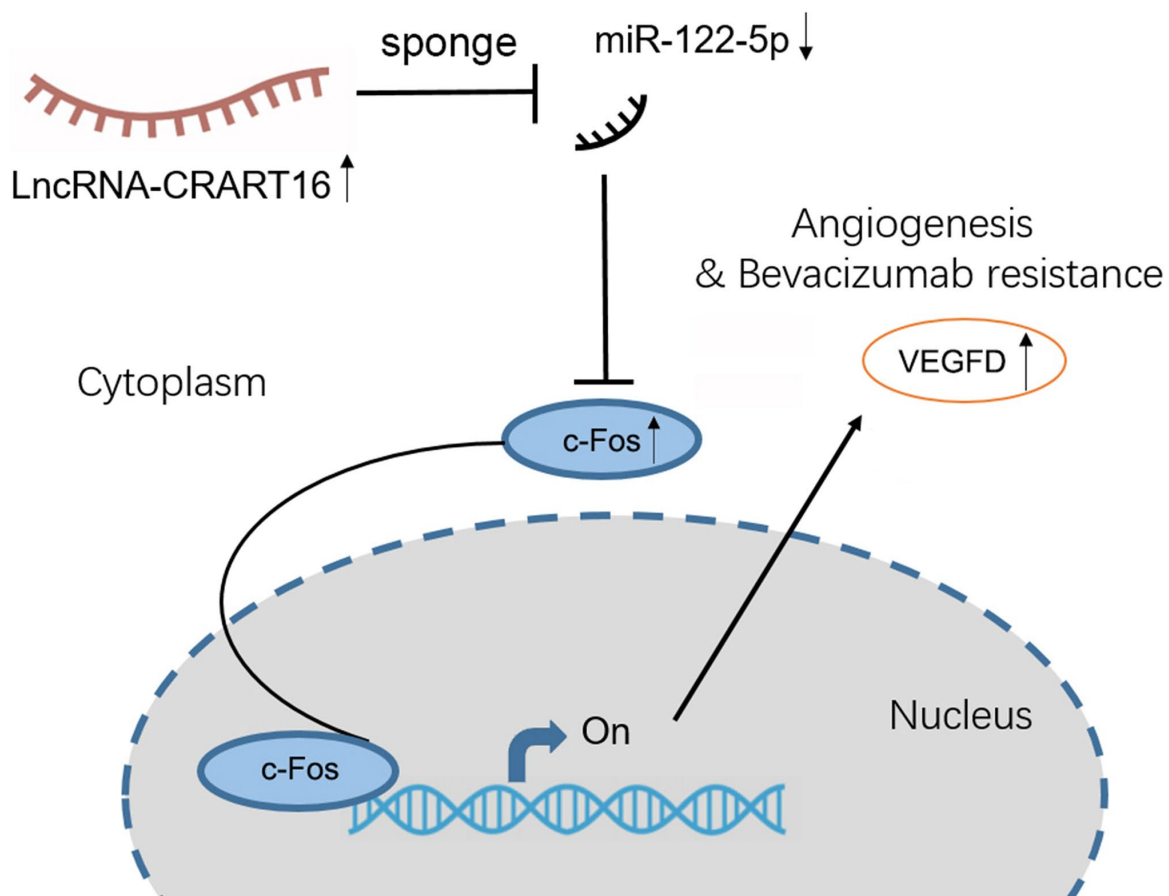 sponge
miR-122-5p↓
LncRNA-CRART16↑
Angiogenesis
& Bevacizumab resistance
VEGFD↑
Cytoplasm
c-Fos↑
Nucleus
On
c-Fos